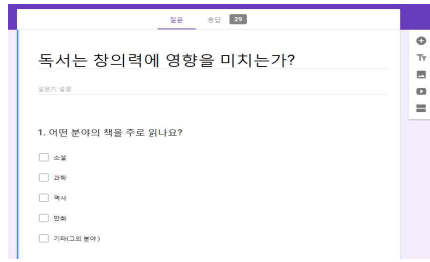 질문 응답 29
독서는 창의력에 영향을 미치는가?
설문지 설명
1. 어떤 분야의 책을 주로 읽나요?
소설
과학
역사
만화
기타(그외 분야)
Tт